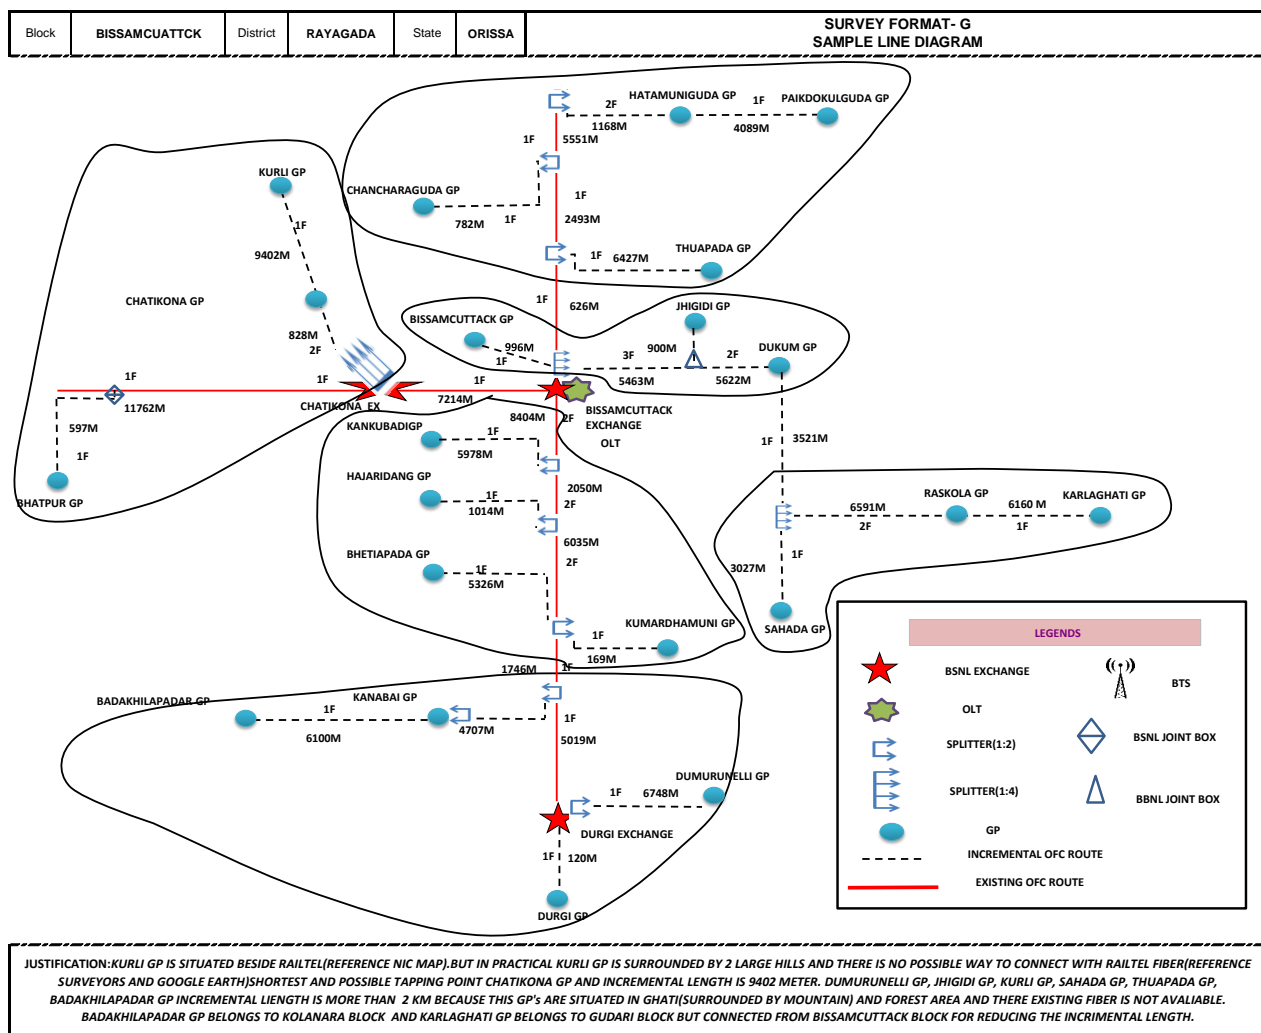 Block BISSAMCUATTCK District RAYAGADA State ORISSA
SURVEY FORMAT- G
SAMPLE LINE DIAGRAM
2F HATAMUNIGUDA GP 1F PAIKDOKULGUDA GP
1168M 4089M
1F 5551M
KURLI GP
CHANCHARAGUDA GP 1F
782M 1F 2493M
1F
9402M
THUAPADA GP
1F 6427M
CHATIKONA GP
1F 626M
JHIGIDI GP
BISSAMCUTTACK GP
828M
2F
996M
1F
3F 900M 2F DUKUM GP
5463M 5622M
1F 1F 1F
CHATIKONA EX 7214M
11762M
BISSAMCUTTACK
EXCHANGE
OLT
8404M 2F
597M
1F
BHATPUR GP
KANKUBADIGP 1F
5978M
1F 3521M
HAJARIDANG GP
1F
1014M
2050M
2F
6035M
6591M RASKOLA GP 6160 M KARLAGHATI GP
2F 1F
BHETIAPADA GP
1F
5326M
2F
1F
3027M
KUMARDHAMUNI GP
1F
169M
SAHADA GP
1746M 1F
BADAKHILAPADAR GP KANABAI GP
1F
6100M 4707M
1F
5019M
DUMURUNELLI GP
1F 6748M
DURGI EXCHANGE
1F 120M
DURGI GP
LEGENDS
BSNL EXCHANGE BTS
OLT
BSNL JOINT BOX
SPLITTER(1:2)
SPLITTER(1:4)
BBNL JOINT BOX
GP
INCREMENTAL OFC ROUTE
EXISTING OFC ROUTE
JUSTIFICATION:KURLI GP IS SITUATED BESIDE RAILTEL(REFERENCE NIC MAP).BUT IN PRACTICAL KURLI GP IS SURROUNDED BY 2 LARGE HILLS AND THERE IS NO POSSIBLE WAY TO CONNECT WITH RAILTEL FIBER(REFERENCE
SURVEYORS AND GOOGLE EARTH)SHORTEST AND POSSIBLE TAPPING POINT CHATIKONA GP AND INCREMENTAL LENGTH IS 9402 METER. DUMURUNELLI GP, JHIGIDI GP, KURLI GP, SAHADA GP, THUAPADA GP,
BADAKHILAPADAR GP INCREMENTAL LIENGTH IS MORE THAN 2 KM BECAUSE THIS GP's ARE SITUATED IN GHATI(SURROUNDED BY MOUNTAIN) AND FOREST AREA AND THERE EXISTING FIBER IS NOT AVALIABLE.
BADAKHILAPADAR GP BELONGS TO KOLANARA BLOCK AND KARLAGHATI GP BELONGS TO GUDARI BLOCK BUT CONNECTED FROM BISSAMCUTTACK BLOCK FOR REDUCING THE INCRIMENTAL LENGTH.